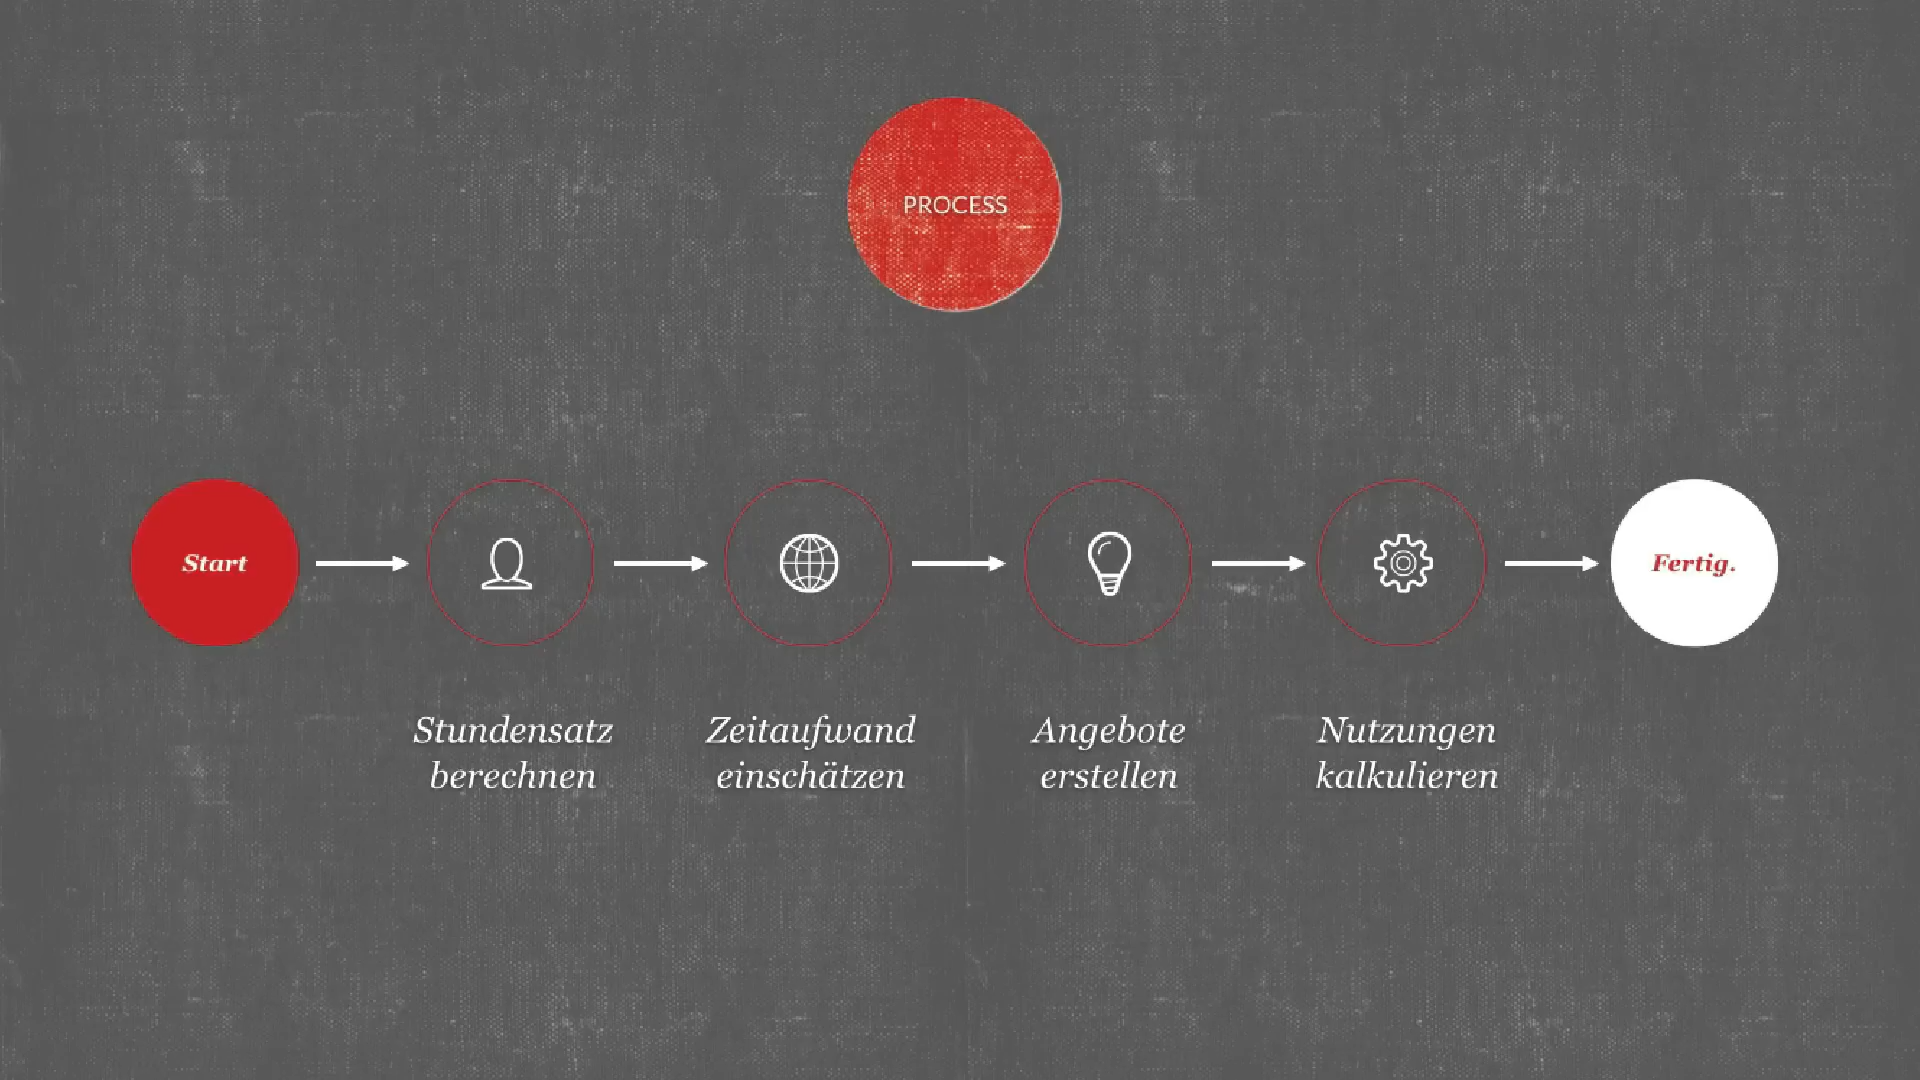 PROCESS
Start
Fertig.
Stundensatz
berechnen
Zeitaufwand
einschätzen
Angebote
erstellen
Nutzungen
kalkulieren